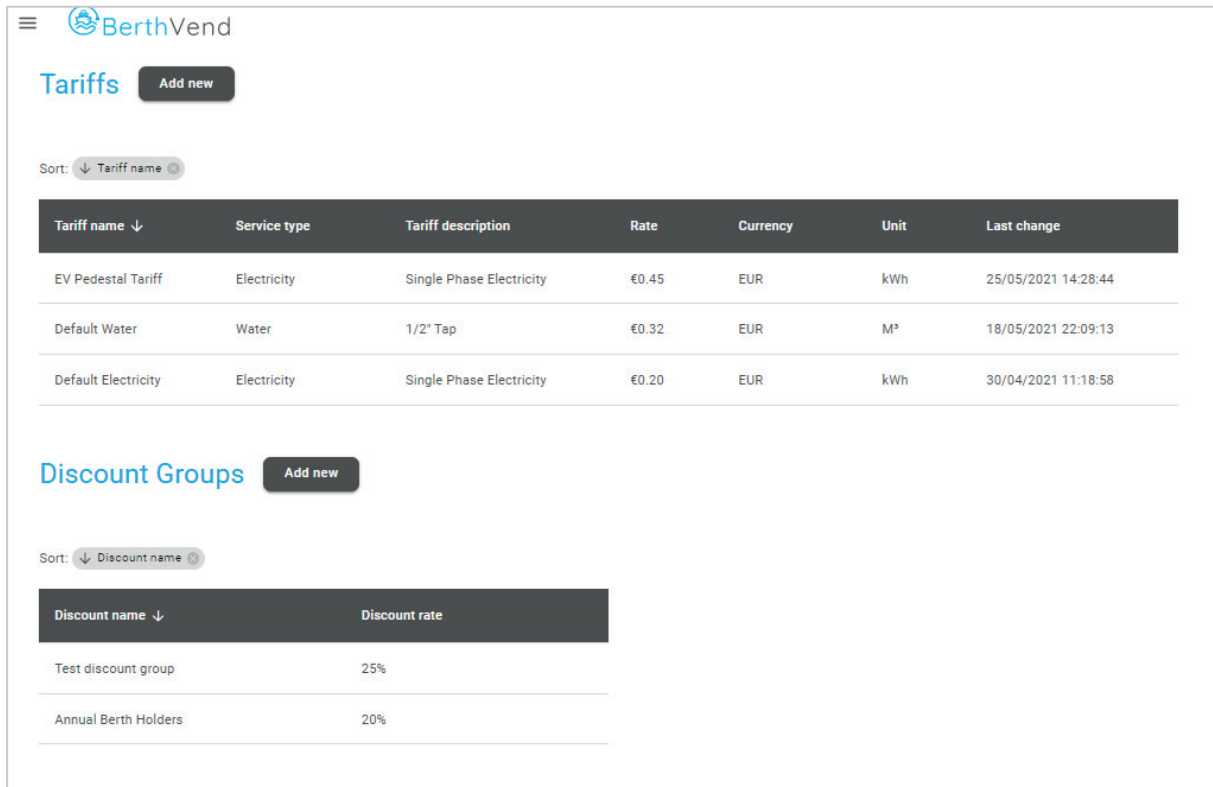 BerthVend
Tariffs Add new
Sort: ↓ Tariff name
Tariff name ↓ Service type Tariff description Rate Currency Unit Last change
EV Pedestal Tariff Electricity Single Phase Electricity €0.45 EUR kWh 25/05/2021 14:28:44
Default Water Water 1/2" Tap €0.32 EUR M³ 18/05/2021 22:09:13
Default Electricity Electricity Single Phase Electricity €0.20 EUR kWh 30/04/2021 11:18:58
Discount Groups Add new
Sort: ↓ Discount name
Discount name ↓ Discount rate
Test discount group 25%
Annual Berth Holders 20%